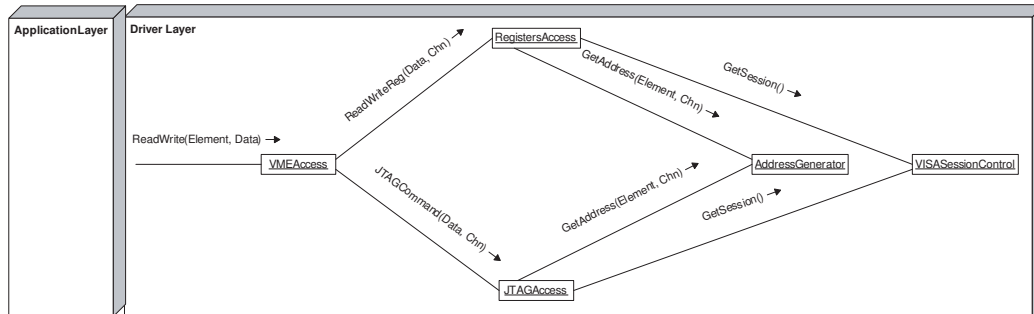 ApplicationLayer
Driver Layer
RegistersAccess
ReadWriteReg(Data, Chn)
GetAddress(Element, Chn)
GetSession()
ReadWrite(Element, Data)
VMEAccess
AddressGenerator
VISASessionControl
JTAGCommand(Data, Chn)
GetAddress(Element, Chn)
GetSession()
JTAGAccess